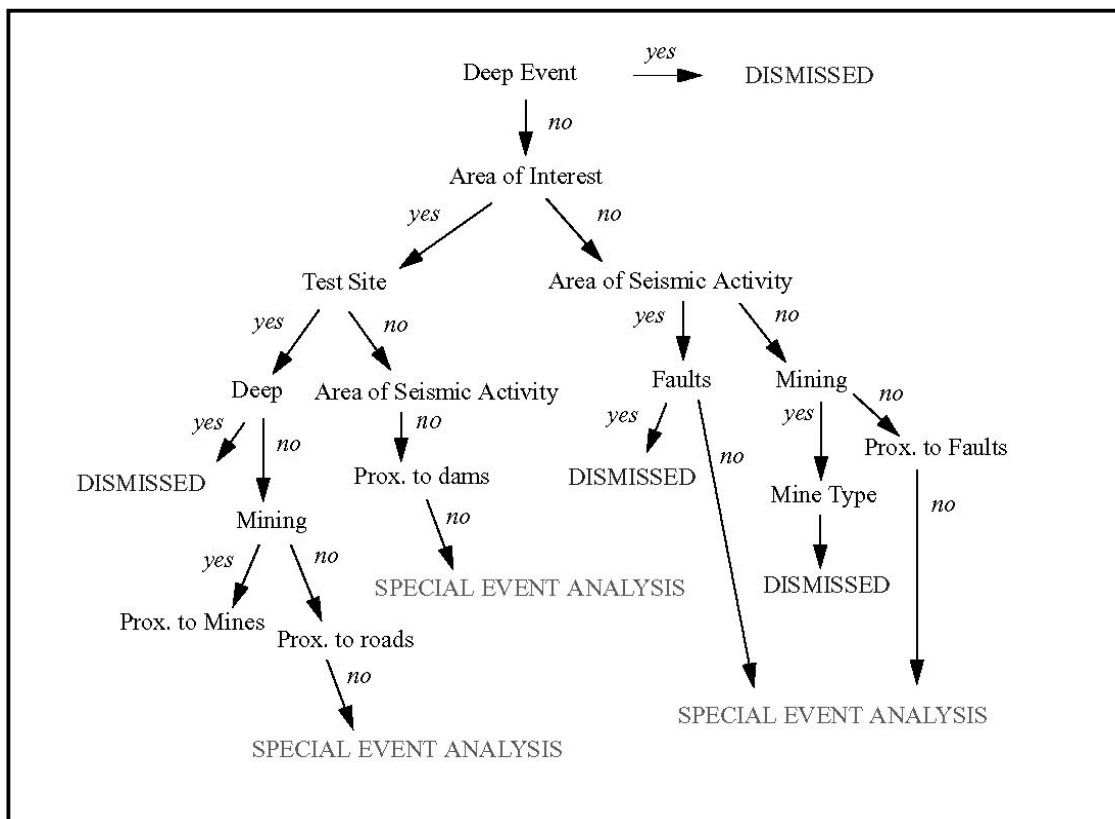 Deep Event
yes
DISMISSED
no
Area of Interest
yes
no
Test Site
Area of Seismic Activity
yes
no
yes
no
Deep
Area of Seismic Activity
Faults
Mining
yes
no
no
yes
no
yes
no
DISMISSED
Prox. to dams
DISMISSED
Prox. to Faults
Mining
no
Mine Type
no
yes
no
SPECIAL EVENT ANALYSIS
DISMISSED
Prox. to Mines
Prox. to roads
no
SPECIAL EVENT ANALYSIS
SPECIAL EVENT ANALYSIS